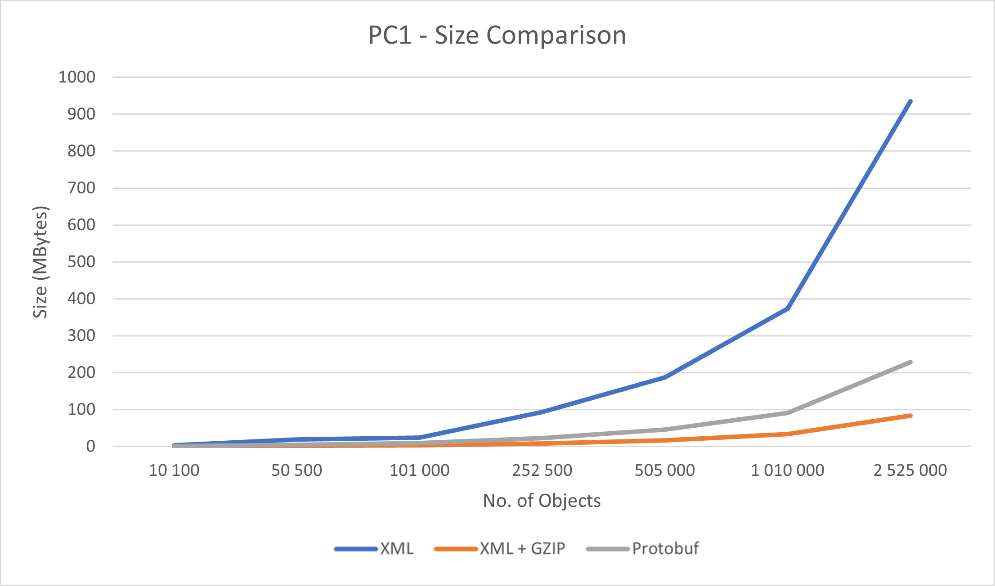 PC1 - Size Comparison
1000
900
800
700
600
500
400
300
200
100
0
Size (MBytes)
10 100 50 500 101 000 252 500 505 000 1 010 000 2 525 000
No. of Objects
XML XML + GZIP Protobuf